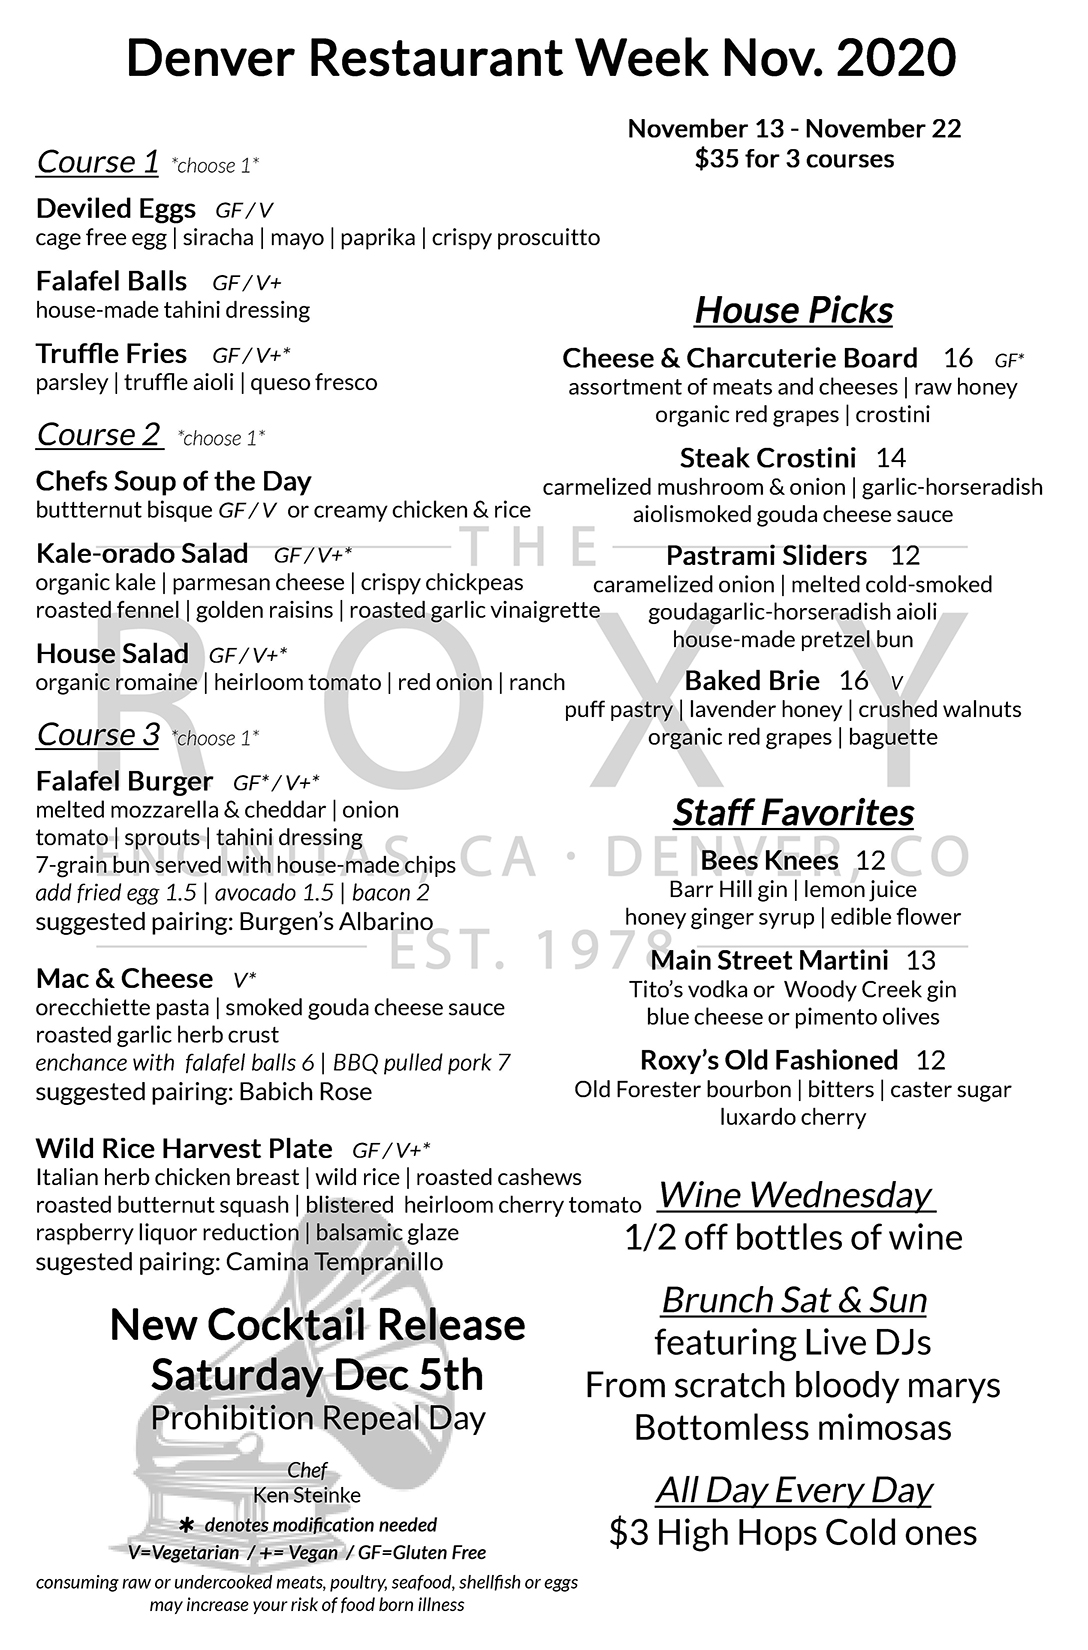 Denver Restaurant Week Nov. 2020
November 13 - November 22
$35 for 3 courses
Course 1 *choose 1*
Deviled Eggs GF / V
cage free egg | siracha | mayo | paprika | crispy proscuitto
Falafel Balls GF / V+
house-made tahini dressing
Truffle Fries GF / V+*
parsley | truffle aioli | queso fresco
Course 2 *choose 1*
Chefs Soup of the Day
buttternut bisque GF / V or creamy chicken & rice
Kale-orado Salad GF / V+*
organic kale | parmesan cheese | crispy chickpeas
roasted fennel | golden raisins | roasted garlic vinaigrette
House Salad GF / V+*
organic romaine | heirloom tomato | red onion | ranch
Course 3 *choose 1*
Falafel Burger GF* / V+*
melted mozzarella & cheddar | onion
tomato | sprouts | tahini dressing
7-grain bun served with house-made chips
add fried egg 1.5 | avocado 1.5 | bacon 2
suggested pairing: Burgen's Albarino
Mac & Cheese V*
orecchiette pasta | smoked gouda cheese sauce
roasted garlic herb crust
enchance with falafel balls 6 | BBQ pulled pork 7
suggested pairing: Babich Rose
Wild Rice Harvest Plate GF / V+*
Italian herb chicken breast | wild rice | roasted cashews
roasted butternut squash | blistered heirloom cherry tomato
raspberry liquor reduction | balsamic glaze
sugested pairing: Camina Tempranillo
New Cocktail Release
Saturday Dec 5th
Prohibition Repeal Day
Chef
Ken Steinke
* denotes modification needed
V=Vegetarian / += Vegan / GF=Gluten Free
consuming raw or undercooked meats, poultry, seafood, shellfish or eggs
may increase your risk of food born illness
House Picks
Cheese & Charcuterie Board 16 GF*
assortment of meats and cheeses | raw honey
organic red grapes | crostini
Steak Crostini 14
carmelized mushroom & onion | garlic-horseradish
aiolismoked gouda cheese sauce
Pastrami Sliders 12
caramelized onion | melted cold-smoked
goudagarlic-horseradish aioli
house-made pretzel bun
Baked Brie 16 V
puff pastry | lavender honey | crushed walnuts
organic red grapes | baguette
Staff Favorites
Bees Knees 12
Barr Hill gin | lemon juice
honey ginger syrup | edible flower
Main Street Martini 13
Tito's vodka or Woody Creek gin
blue cheese or pimento olives
Roxy's Old Fashioned 12
Old Forester bourbon | bitters | caster sugar
luxardo cherry
Wine Wednesday
1/2 off bottles of wine
Brunch Sat & Sun
featuring Live DJs
From scratch bloody marys
Bottomless mimosas
All Day Every Day
$3 High Hops Cold ones
THE
ROXY
ENCINITAS, CA · DENVER, CO
EST. 1978